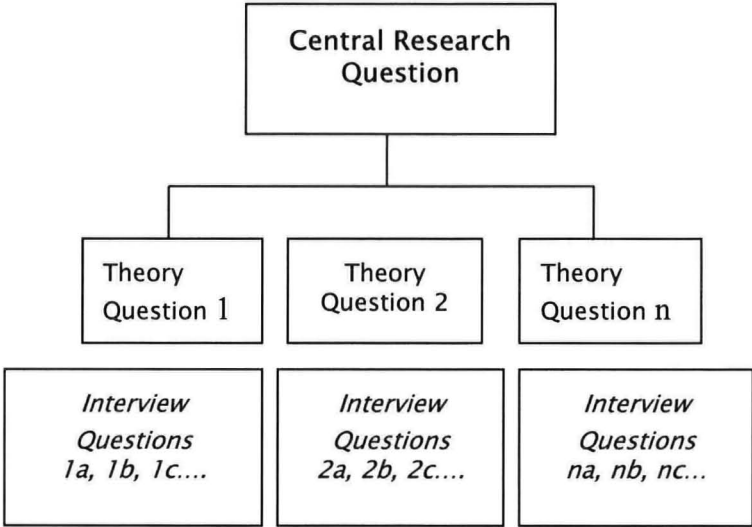 Central Research
Question
Theory
Question 1
Theory
Question 2
Theory
Question n
Interview
Questions
1a, 1b, 1c....
Interview
Questions
2a, 2b, 2c....
Interview
Questions
na, nb, nc...